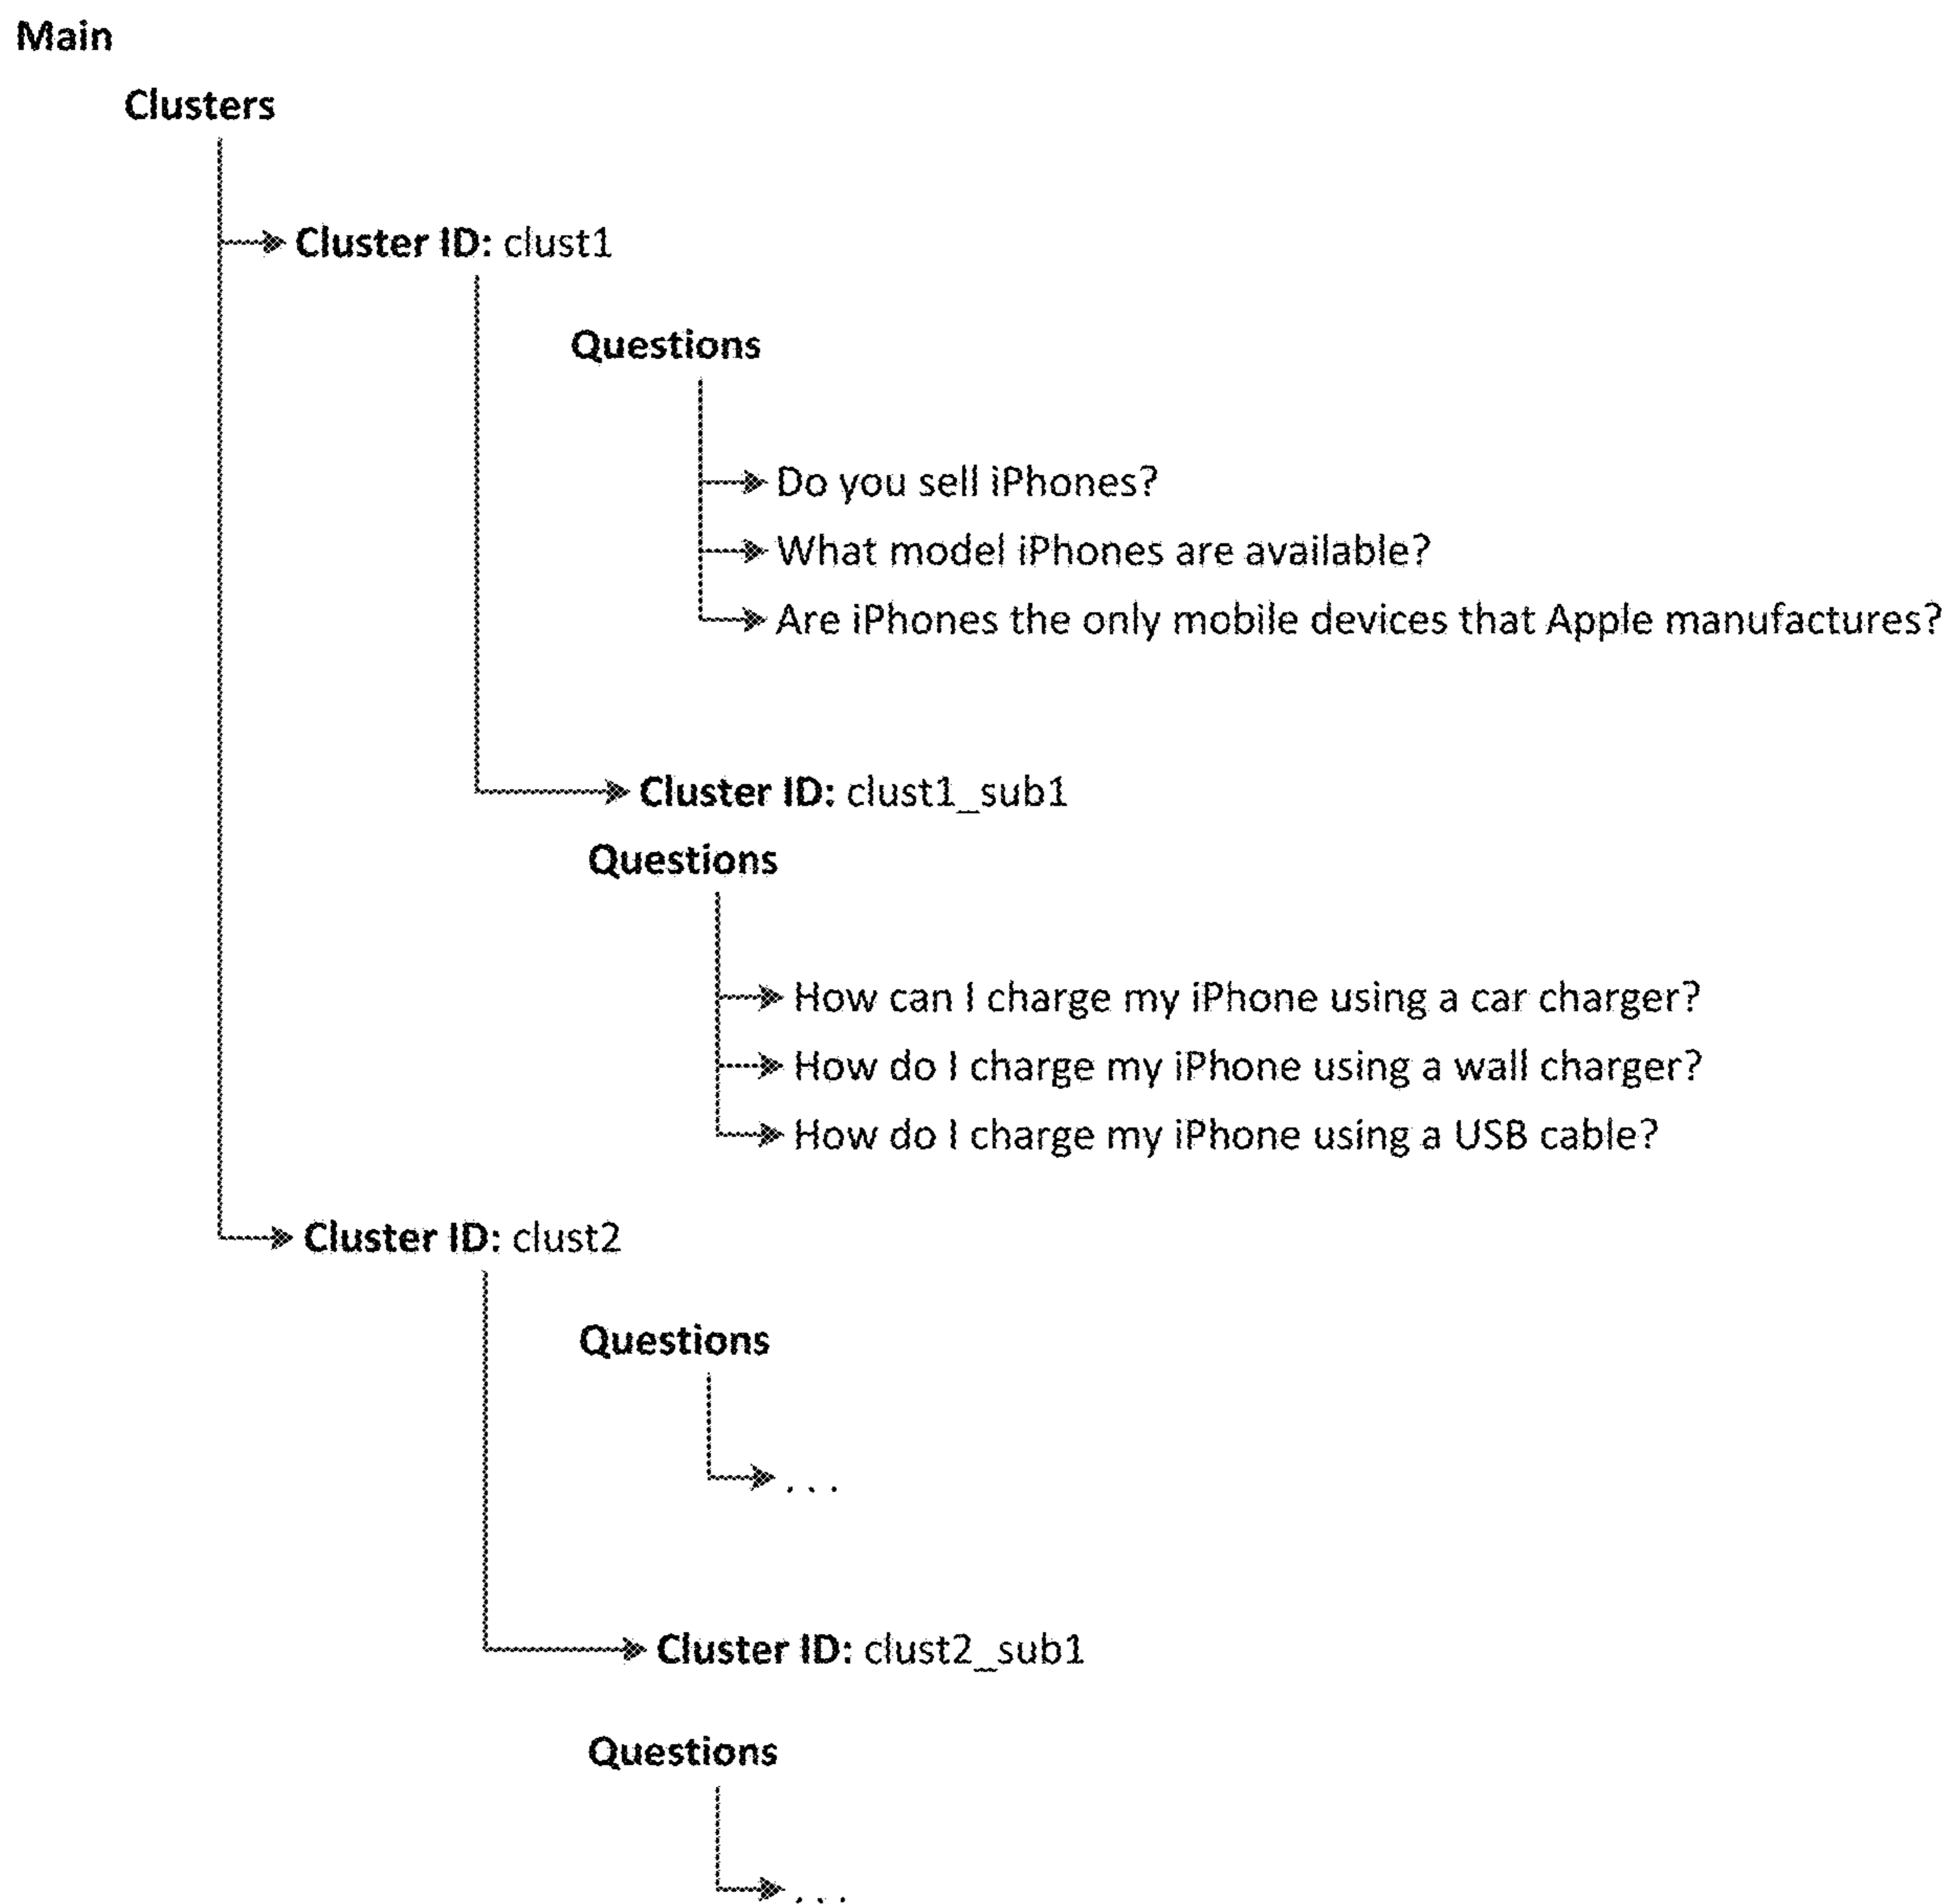 Main
Clusters
Cluster ID: clust1
Questions
Do you sell iPhones?
What model iPhones are available?
Are iPhones the only mobile devices that Apple manufactures?
Cluster ID: clust1_sub1
Questions
How can I charge my iPhone using a car charger?
How do I charge my iPhone using a wall charger?
How do I charge my iPhone using a USB cable?
Cluster ID: clust2
Questions
. . .
Cluster ID: clust2_sub1
Questions
. . .